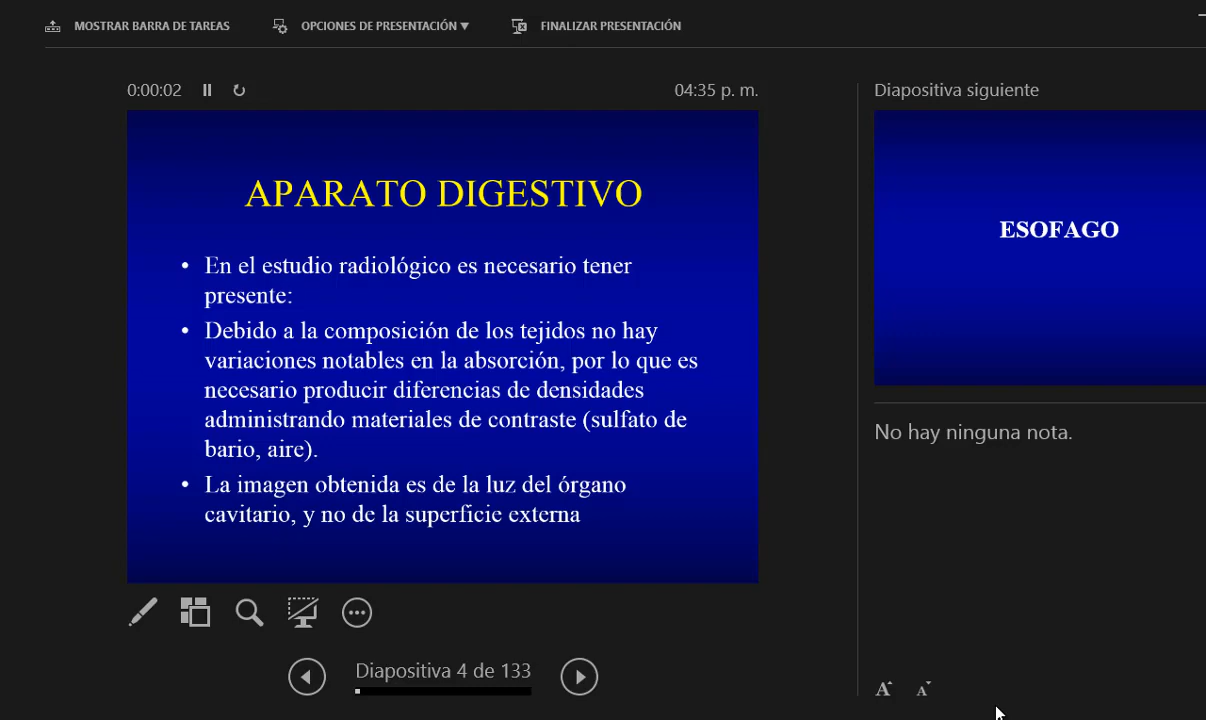 MOSTRAR BARRA DE TAREAS OPCIONES DE PRESENTACIÓN ▼ FINALIZAR PRESENTACIÓN
0:00:02 04:35 p. m.
APARATO DIGESTIVO
• En el estudio radiológico es necesario tener
presente:
• Debido a la composición de los tejidos no hay
variaciones notables en la absorción, por lo que es
necesario producir diferencias de densidades
administrando materiales de contraste (sulfato de
bario, aire).
• La imagen obtenida es de la luz del órgano
cavitario, y no de la superficie externa
Diapositiva 4 de 133
Diapositiva siguiente
ESOFAGO
No hay ninguna nota.
A A